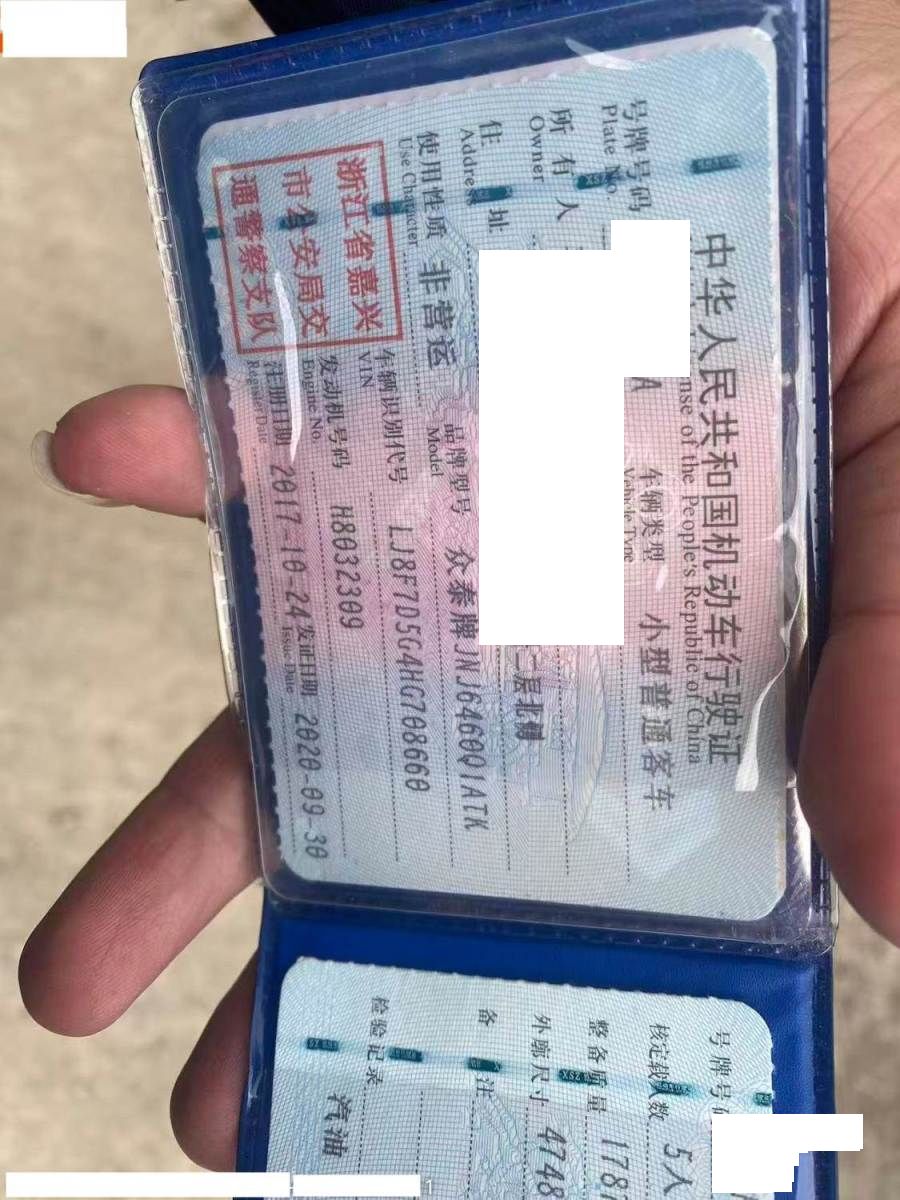 中华人民共和国机动车行驶证
nse of the People's Republic of China
号牌号码
Plate No.
A
车辆类型
Vehicle Type
小型普通客车
所有人
Owner
住址
Address
二层北侧
使用性质
Use Character
非营运
品牌型号
Model
众泰牌JNJ6460QIATK
浙江省嘉兴
市公安局交
通警察支队
车辆识别代号
VIN
LJ8F7D5G4HG708660
发动机号码
Engine No.
H8032309
注册日期
Register Date
2017-10-24
发证日期
Issue Date
2020-09-30
号牌号码
核定载人数
5人
整备质量
178
外廓尺寸
4748
备注
检验记录
汽油
1